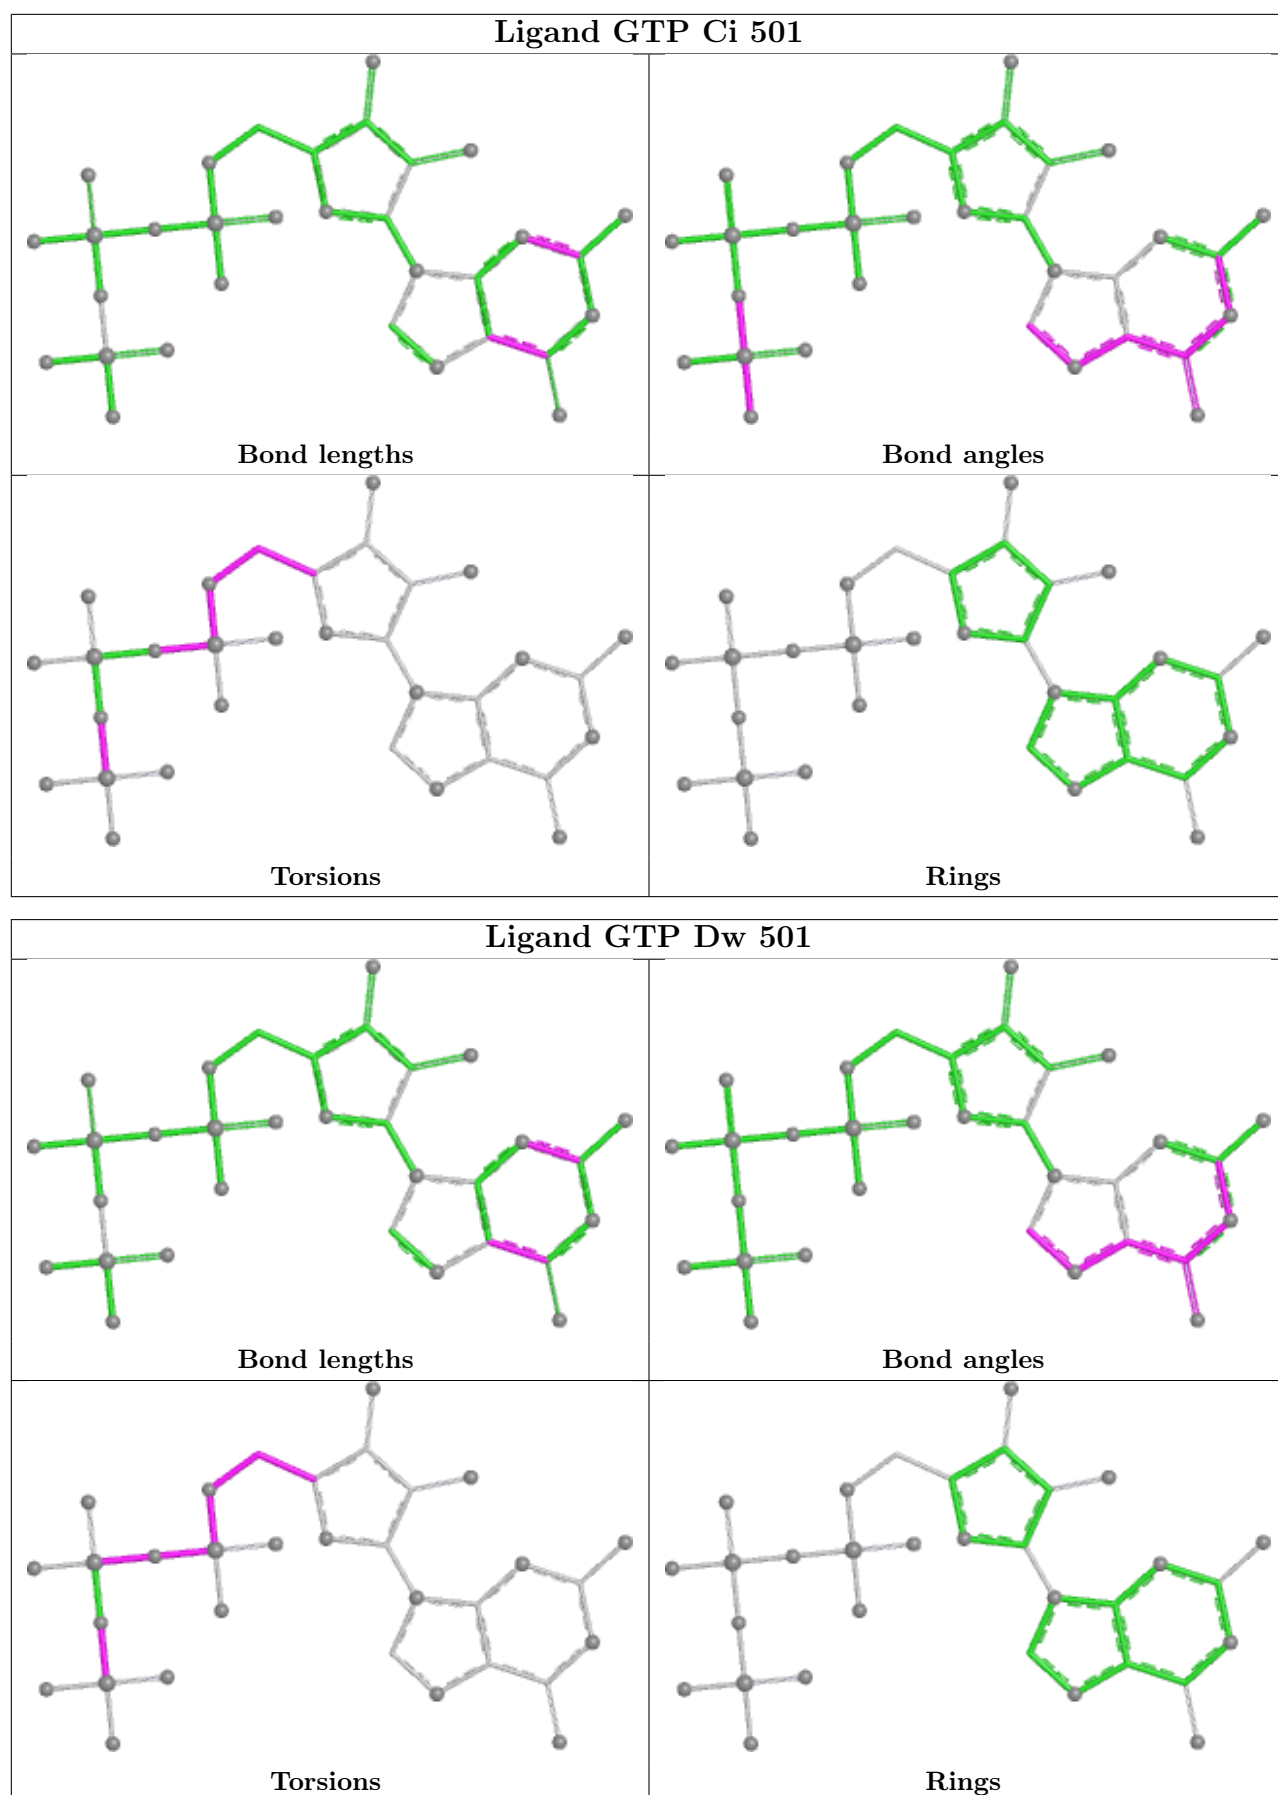 Ligand GTP Ci 501
Bond lengths
Bond angles
Torsions
Rings
Ligand GTP Dw 501
Bond lengths
Bond angles
Torsions
Rings